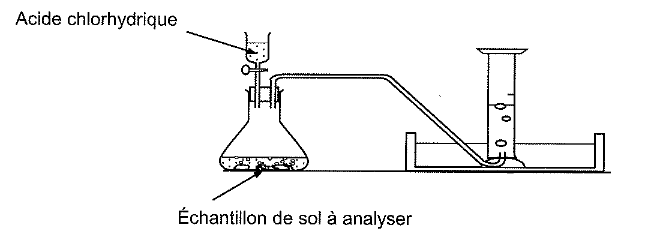 Acide chlorhydrique
Échantillon de sol à analyser